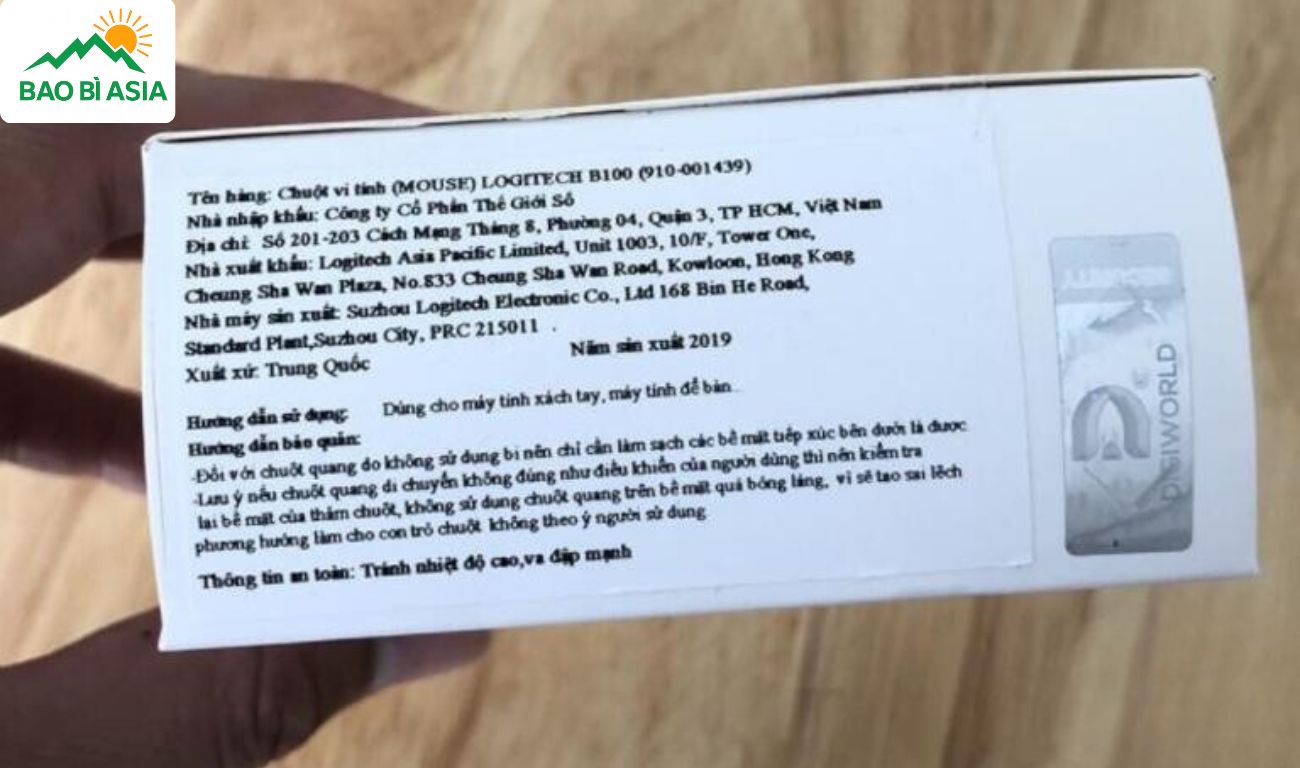 BAO BÌ ASIA
Tên hàng: Chuột vi tính (MOUSE) LOGITECH B100 (910-001439)
Nhà nhập khẩu: Công ty Cổ Phần Thế Giới Số
Địa chỉ: Số 201-203 Cách Mạng Tháng 8, Phường 04, Quận 3, TP HCM, Việt Nam
Nhà xuất khẩu: Logitech Asia Pacific Limited, Unit 1003, 10/F, Tower One,
Cheung Sha Wan Plaza, No.833 Cheung Sha Wan Road, Kowloon, Hong Kong
Nhà máy sản xuất: Suzhou Logitech Electronic Co., Ltd 168 Bin He Road,
Standard Plant,Suzhou City, PRC 215011 .
Xuất xứ: Trung Quốc
Năm sản xuất 2019
Hướng dẫn sử dụng: Dùng cho máy tính xách tay, máy tính để bàn
Hướng dẫn bảo quản:
-Đối với chuột quang do không sử dụng bi nên chỉ cần làm sạch các bề mặt tiếp xúc bên dưới là được
-Lưu ý nếu chuột quang di chuyển không đúng như điều khiển của người dùng thì nên kiểm tra
lại bề mặt của thảm chuột, không sử dung chuột quang trên bề mặt quá bóng láng, vì sẽ tao sai lệch
phương hướng làm cho con trỏ chuột không theo ý người sử dung
Thông tin an toàn: Tránh nhiệt độ cao,va đập mạnh
DIGIWORLD